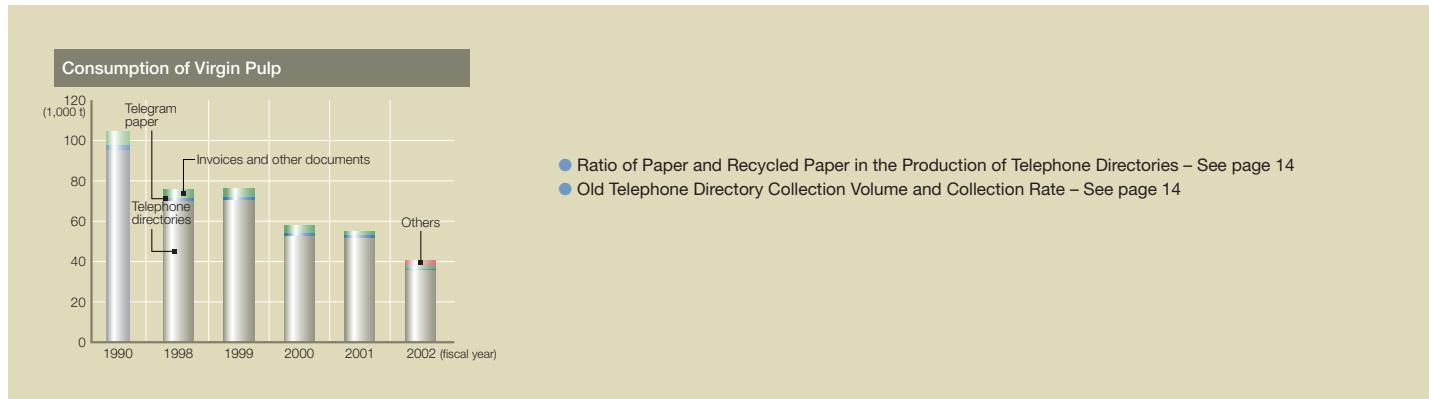 Consumption of Virgin Pulp
120
(1,000 t)
Telegram
paper
100
Invoices and other documents
80
Telephone
directories
60
Others
40
20
0
1990 1998 1999 2000 2001 2002 (fiscal year)
● Ratio of Paper and Recycled Paper in the Production of Telephone Directories – See page 14
● Old Telephone Directory Collection Volume and Collection Rate – See page 14